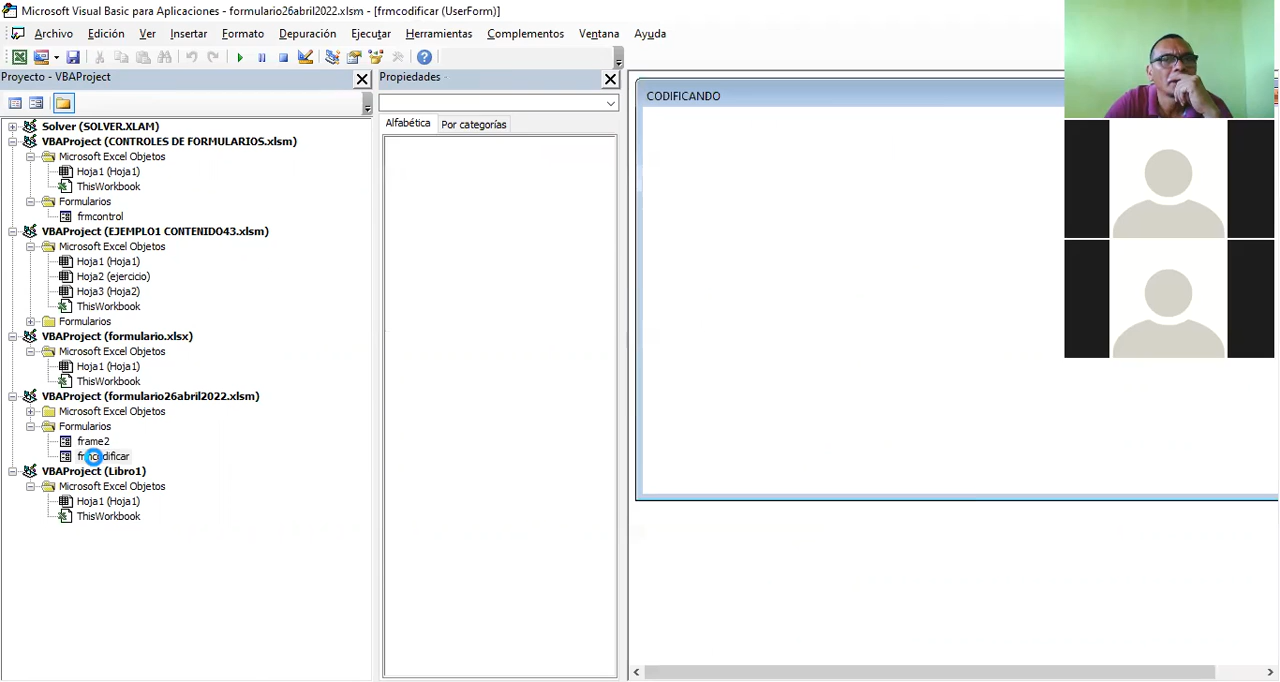 Microsoft Visual Basic para Aplicaciones - formulario26abril2022.xlsm - [frmcodificar (UserForm)]
Archivo Edición Ver Insertar Formato Depuración Ejecutar Herramientas Complementos Ventana Ayuda
Proyecto - VBAProject
Solver (SOLVER.XLAM)
VBAProject (CONTROLES DE FORMULARIOS.xlsm)
Microsoft Excel Objetos
Hoja1 (Hoja1)
ThisWorkbook
Formularios
frmcontrol
VBAProject (EJEMPLO1 CONTENIDO43.xlsm)
Microsoft Excel Objetos
Hoja1 (Hoja1)
Hoja2 (ejercicio)
Hoja3 (Hoja2)
ThisWorkbook
Formularios
VBAProject (formulario.xlsx)
Microsoft Excel Objetos
Hoja1 (Hoja1)
ThisWorkbook
VBAProject (formulario26abril2022.xlsm)
Microsoft Excel Objetos
Formularios
frame2
frmcodificar
VBAProject (Libro1)
Microsoft Excel Objetos
Hoja1 (Hoja1)
ThisWorkbook
Propiedades
Alfabética Por categorías
CODIFICANDO